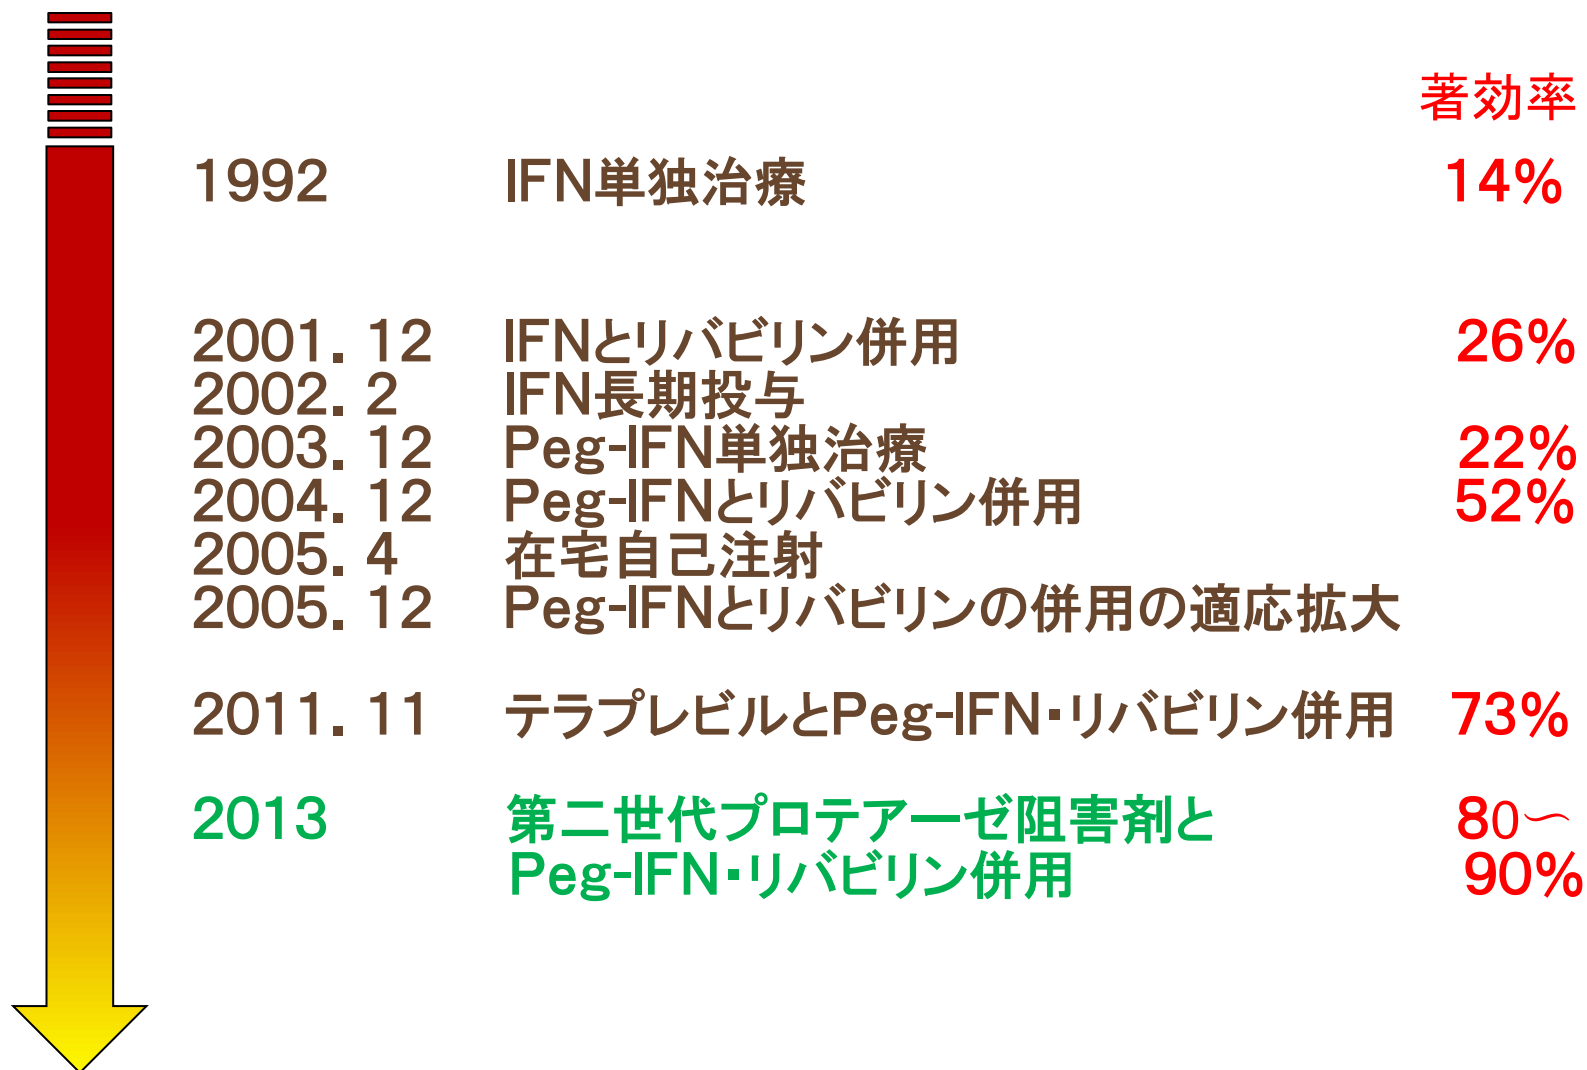 著効率
1992 IFN単独治療 14%
2001. 12 IFNとリバビリン併用 26%
2002. 2 IFN長期投与
2003. 12 Peg-IFN単独治療 22%
2004. 12 Peg-IFNとリバビリン併用 52%
2005. 4 在宅自己注射
2005. 12 Peg-IFNとリバビリンの併用の適応拡大
2011. 11 テラプレビルとPeg-IFN・リバビリン併用 73%
2013 第二世代プロテアーゼ阻害剤と 80〜
Peg-IFN・リバビリン併用 90%